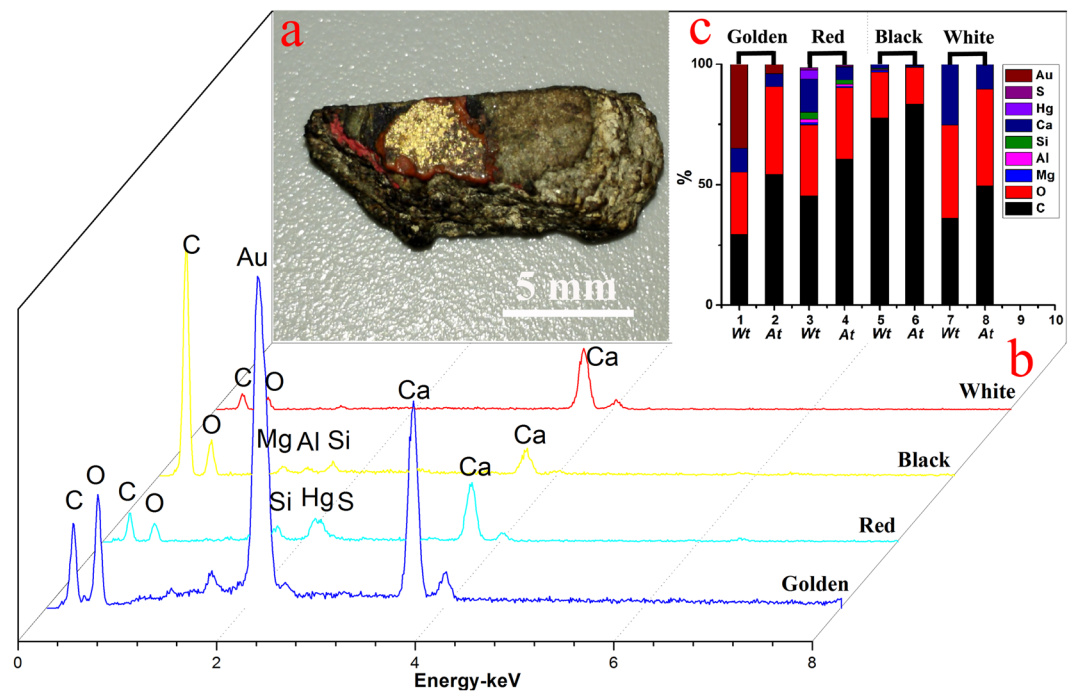 a
5 mm
c
Golden Red Black White
100
50
0
%
1 2 3 4 5 6 7 8 9 10
Wt At Wt At Wt At Wt At
Au
S
Hg
Ca
Si
Al
Mg
O
C
b
C O Ca
White
C O Mg Al Si Ca
Black
C O Si Hg S Ca
Red
C O Au Ca
Golden
0 2 4 6 8
Energy-keV